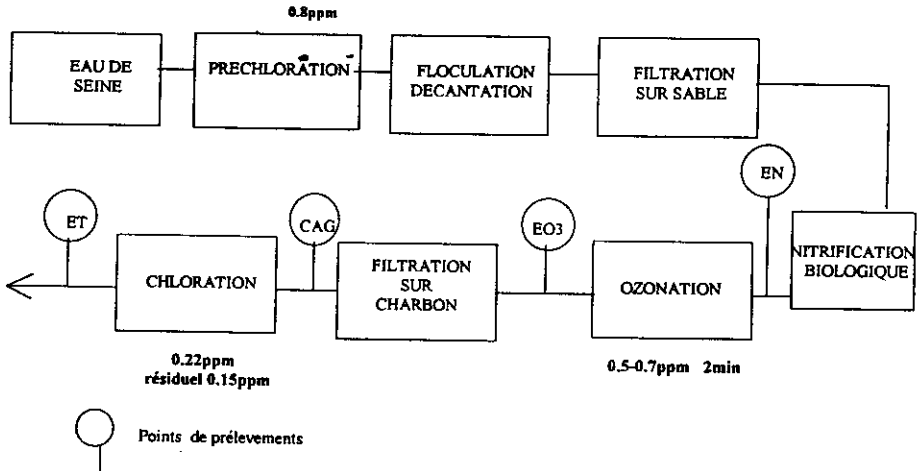 0.8ppm
EAU DE
SEINE
PRECHLORATION
FLOCULATION
DECANTATION
FILTRATION
SUR SABLE
EN
NITRIFICATION
BIOLOGIQUE
OZONATION
0.5-0.7ppm 2min
EO3
FILTRATION
SUR
CHARBON
CAG
CHLORATION
0.22ppm
résiduel 0.15ppm
ET
Points de prélevements